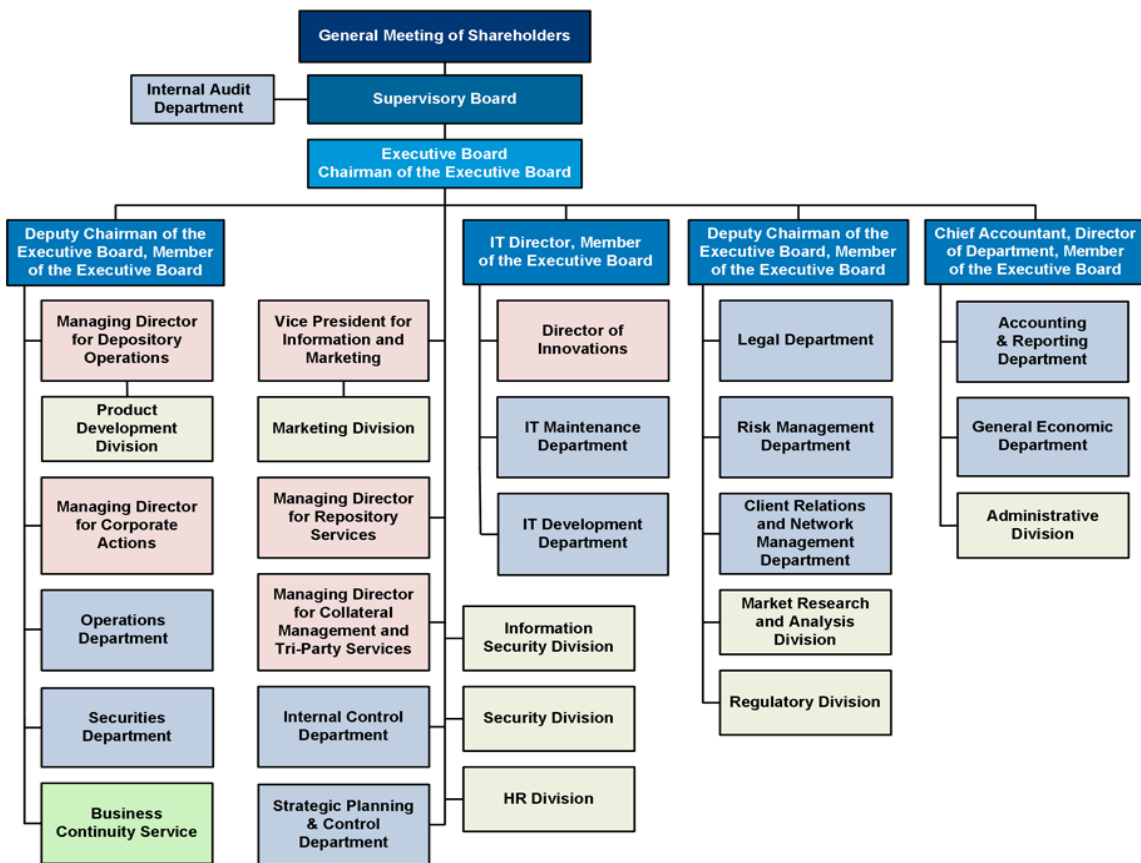 General Meeting of Shareholders
Internal Audit
Department
Supervisory Board
Executive Board
Chairman of the Executive Board
Deputy Chairman of the
Executive Board, Member
of the Executive Board
IT Director, Member
of the Executive Board
Deputy Chairman of the
Executive Board, Member
of the Executive Board
Chief Accountant, Director
of Department, Member
of the Executive Board
Managing Director
for Depository
Operations
Product
Development
Division
Managing Director
for Corporate
Actions
Operations
Department
Securities
Department
Business
Continuity Service
Vice President for
Information and
Marketing
Marketing Division
Managing Director
for Repository
Services
Managing Director
for Collateral
Management and
Tri-Party Services
Internal Control
Department
Strategic Planning
& Control
Department
Director of
Innovations
IT Maintenance
Department
IT Development
Department
Information
Security Division
Security Division
HR Division
Legal Department
Risk Management
Department
Client Relations
and Network
Management
Department
Market Research
and Analysis
Division
Regulatory Division
Accounting
& Reporting
Department
General Economic
Department
Administrative
Division